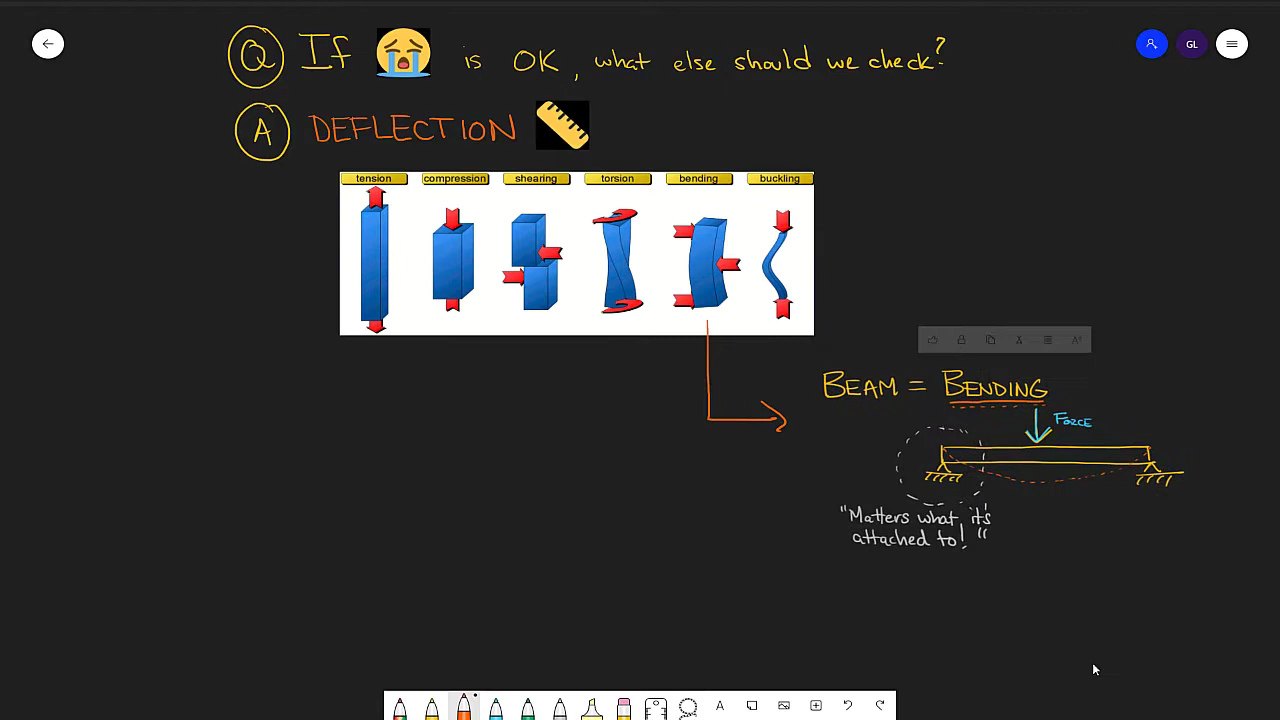 Q If 😭 is OK, what else should we check?
GL
A DEFLECTION 📏
tension compression shearing torsion bending buckling
BEAM = BENDING
FORCE
"Matters what it's
attached to!"